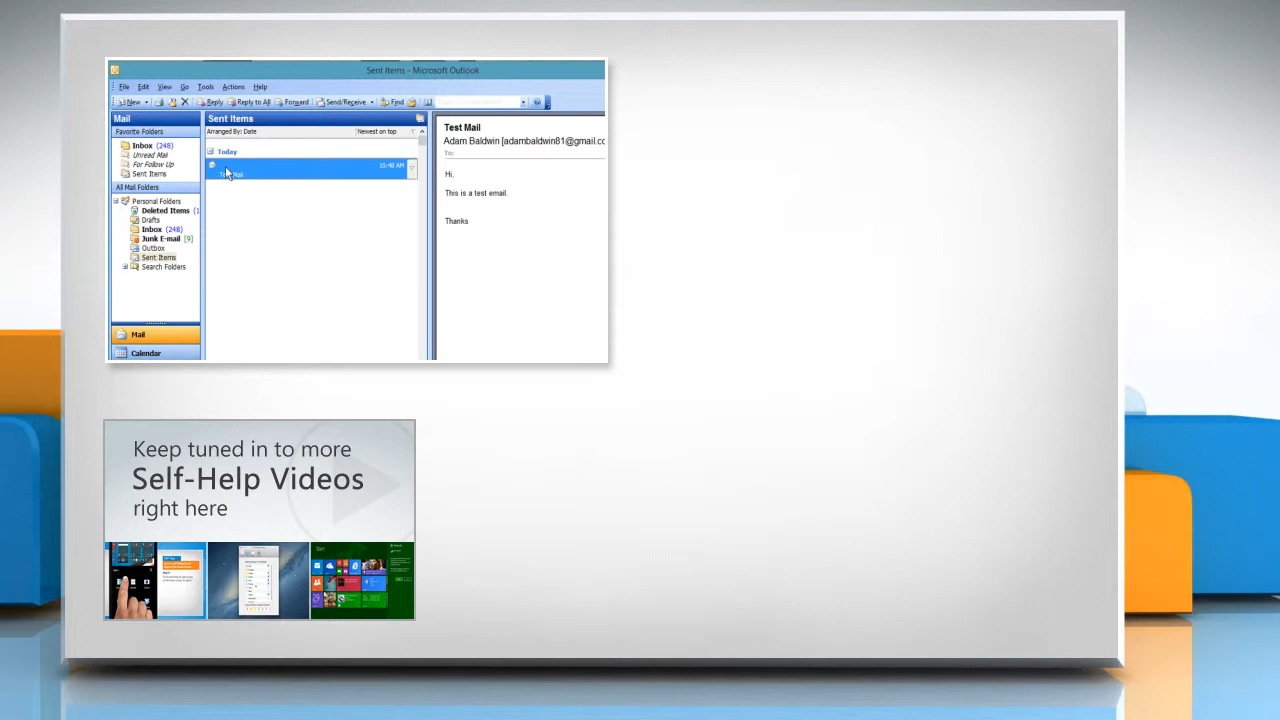 Sent Items - Microsoft Outlook
File Edit View Go Tools Actions Help
New Reply Reply to All Forward Send/Receive Find
Mail
Favorite Folders
Inbox (248)
Unread Mail
For Follow Up
Sent Items
All Mail Folders
Personal Folders
Deleted Items (1
Drafts
Inbox (248)
Junk E-mail [9]
Outbox
Sent Items
Search Folders
Mail
Calendar
Sent Items
Arranged By: Date Newest on top
Today
10:48 AM
Mail
Test Mail
Adam Baldwin [adambaldwin81@gmail.co
To:
Hi,
This is a test email.
Thanks
Keep tuned in to more
Self-Help Videos
right here
Start